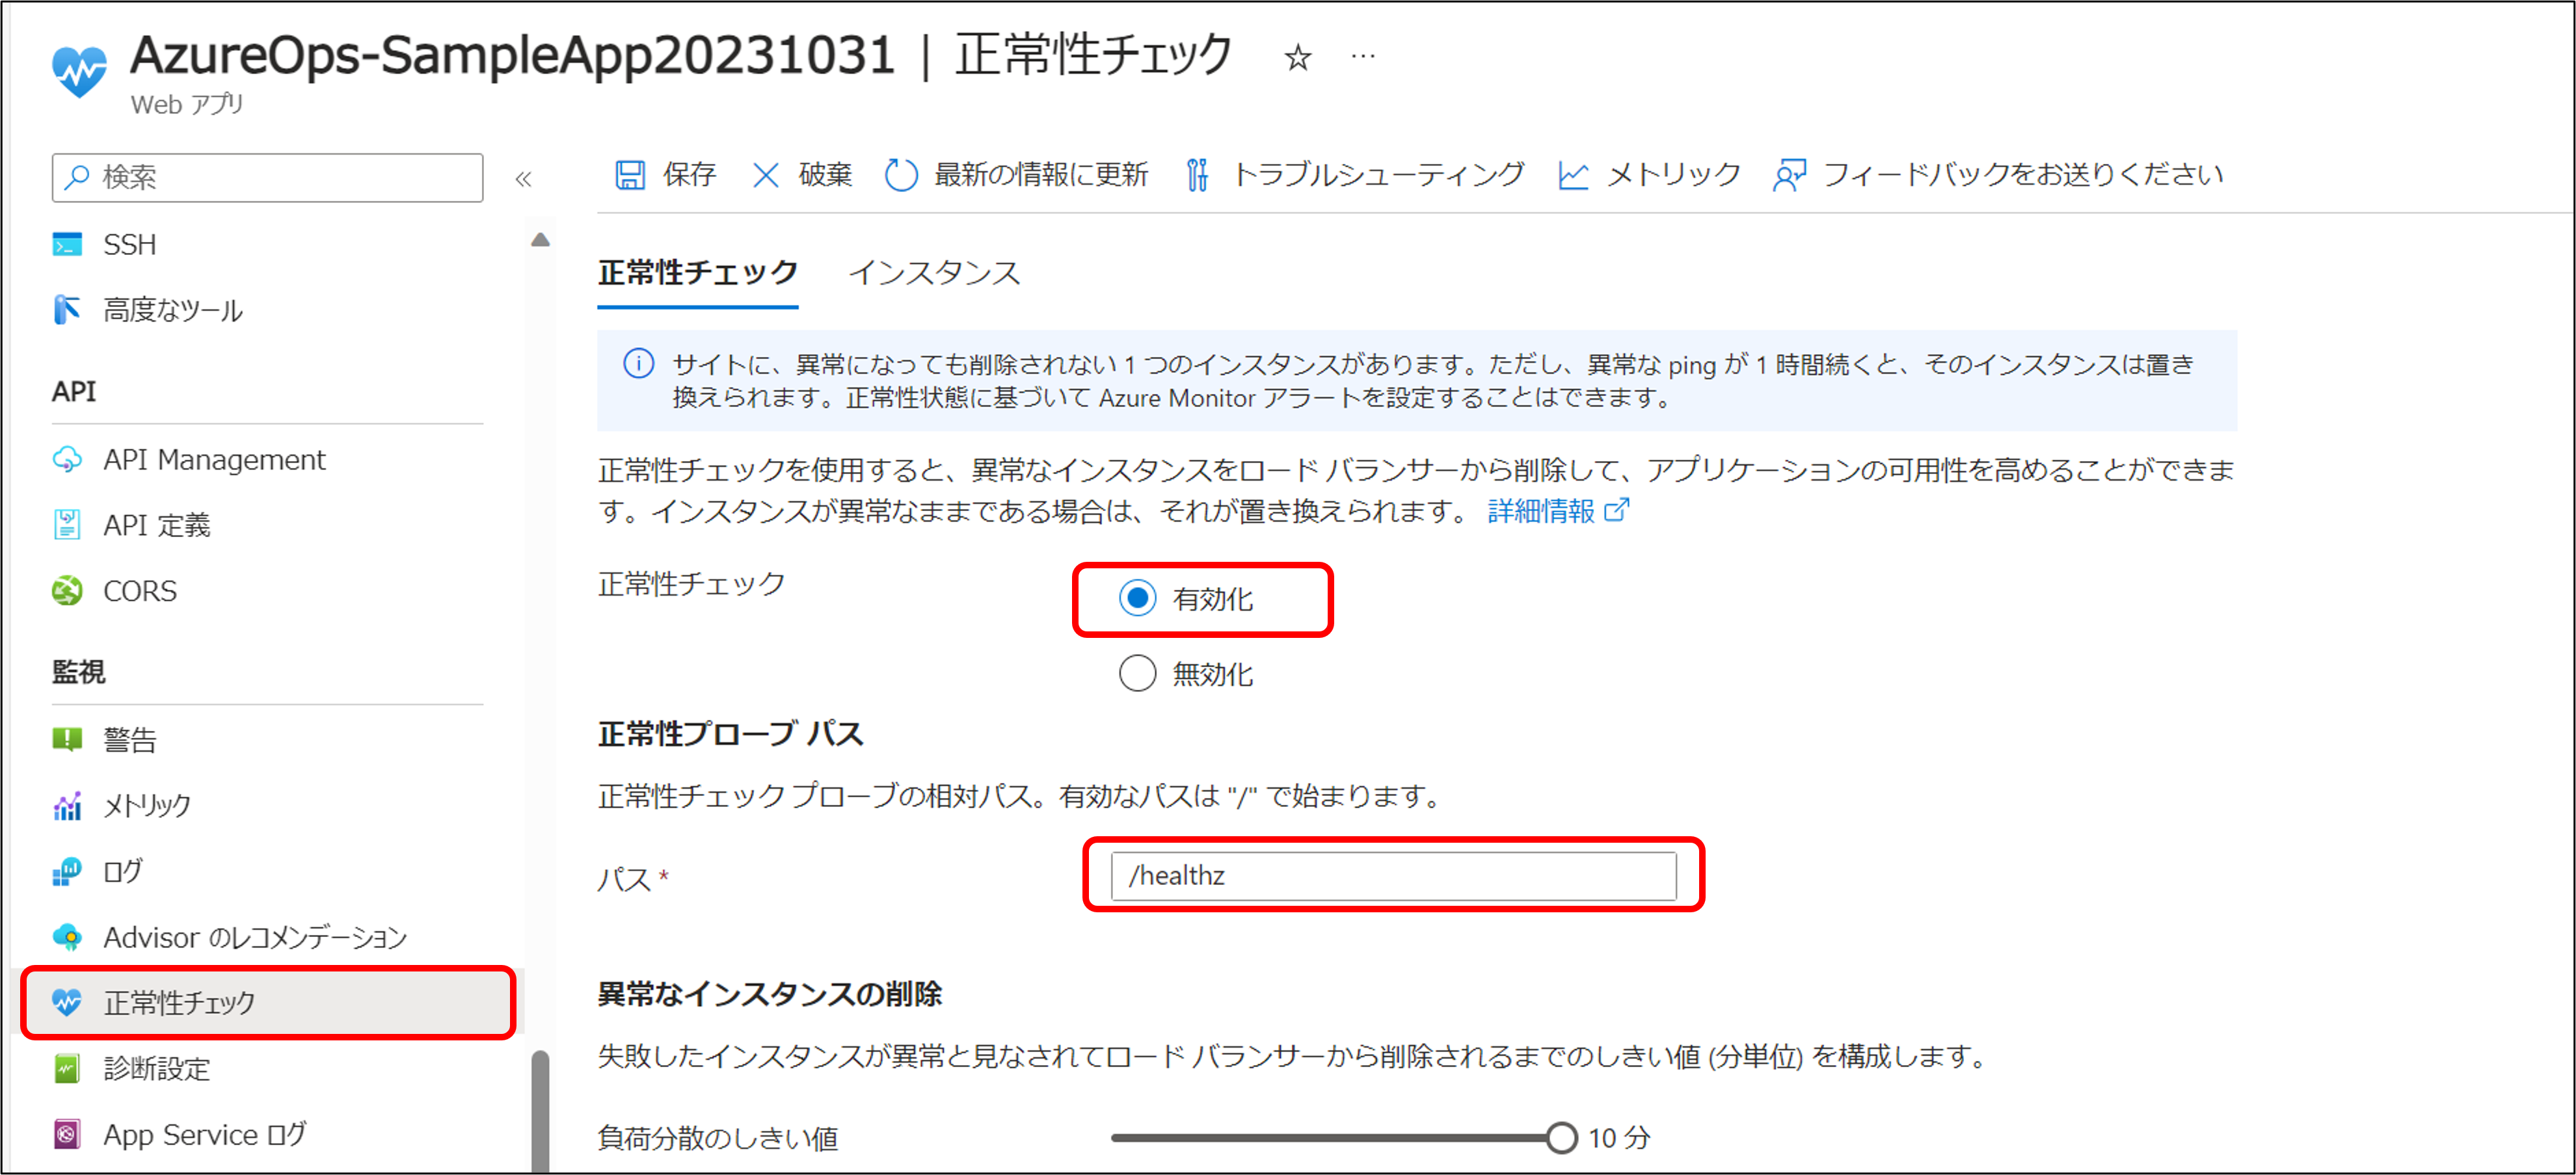 AzureOps-SampleApp20231031 | 正常性チェック ☆ …
Web アプリ
検索
«
保存
破棄
最新の情報に更新
トラブルシューティング
メトリック
フィードバックをお送りください
SSH
高度なツール
API
API Management
API 定義
CORS
監視
警告
メトリック
ログ
Advisor のレコメンデーション
正常性チェック
診断設定
App Service ログ
正常性チェック
インスタンス
サイトに、異常になっても削除されない 1 つのインスタンスがあります。ただし、異常な ping が 1 時間続くと、そのインスタンスは置き
換えられます。正常性状態に基づいて Azure Monitor アラートを設定することはできます。
正常性チェックを使用すると、異常なインスタンスをロード バランサーから削除して、アプリケーションの可用性を高めることができま
す。インスタンスが異常なままである場合は、それが置き換えられます。 詳細情報
正常性チェック
有効化
無効化
正常性プローブ パス
正常性チェック プローブの相対パス。有効なパスは "/" で始まります。
パス *
/healthz
異常なインスタンスの削除
失敗したインスタンスが異常と見なされてロード バランサーから削除されるまでのしきい値 (分単位) を構成します。
負荷分散のしきい値
10 分